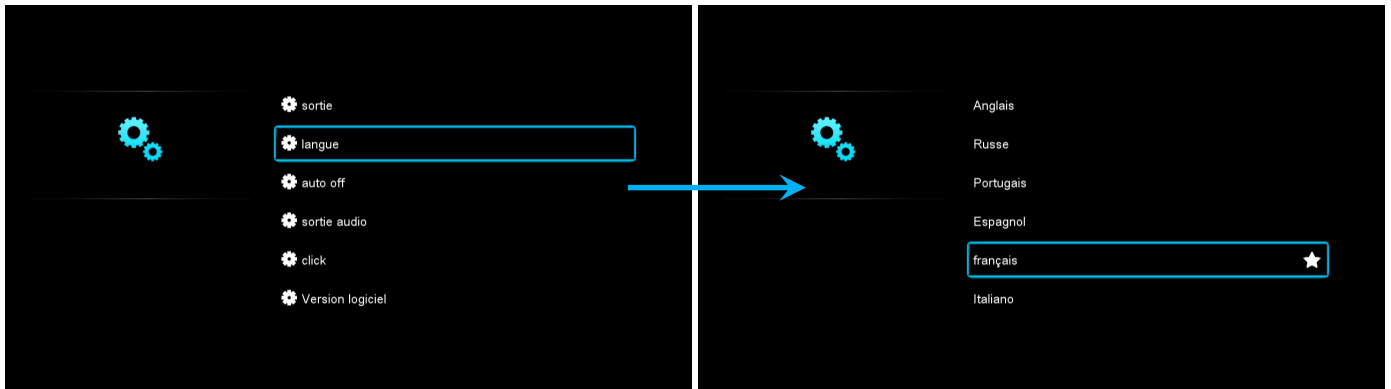 sortie
langue
auto off
sortie audio
click
Version logiciel
Anglais
Russe
Portugais
Espagnol
français
Italiano